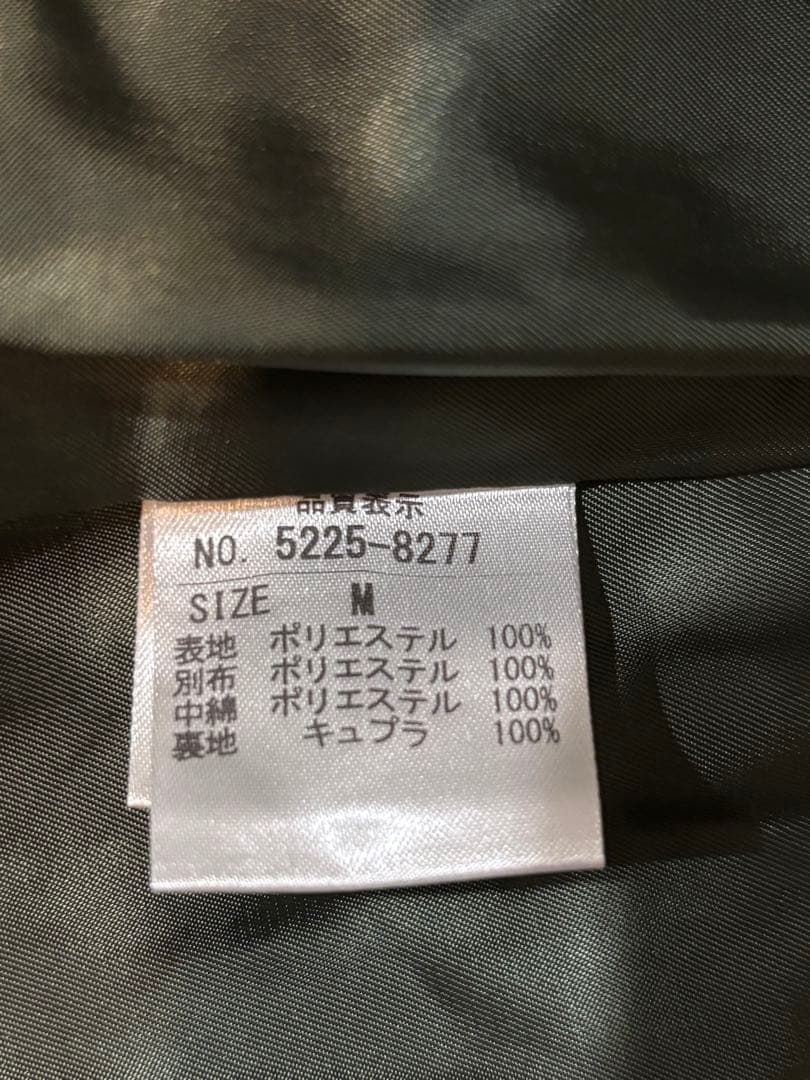 品質表示
NO. 5225-8277
SIZE M
表地 ポリエステル 100%
別布 ポリエステル 100%
中綿 ポリエステル 100%
裏地 キュプラ 100%